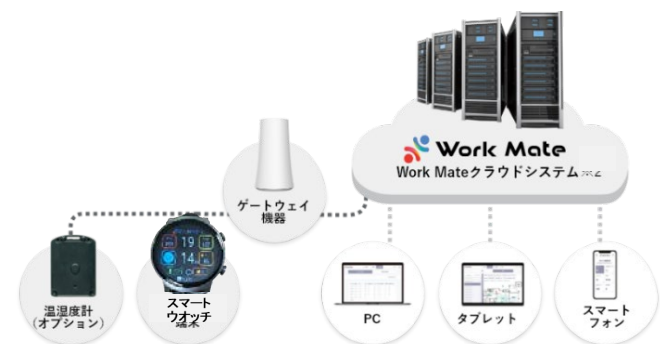 Work Mate
Work Mateクラウドシステム
ゲートウェイ
機器
19
14
温湿度計
(オプション)
スマート
ウオッチ
端末
PC
タブレット
スマート
フォン